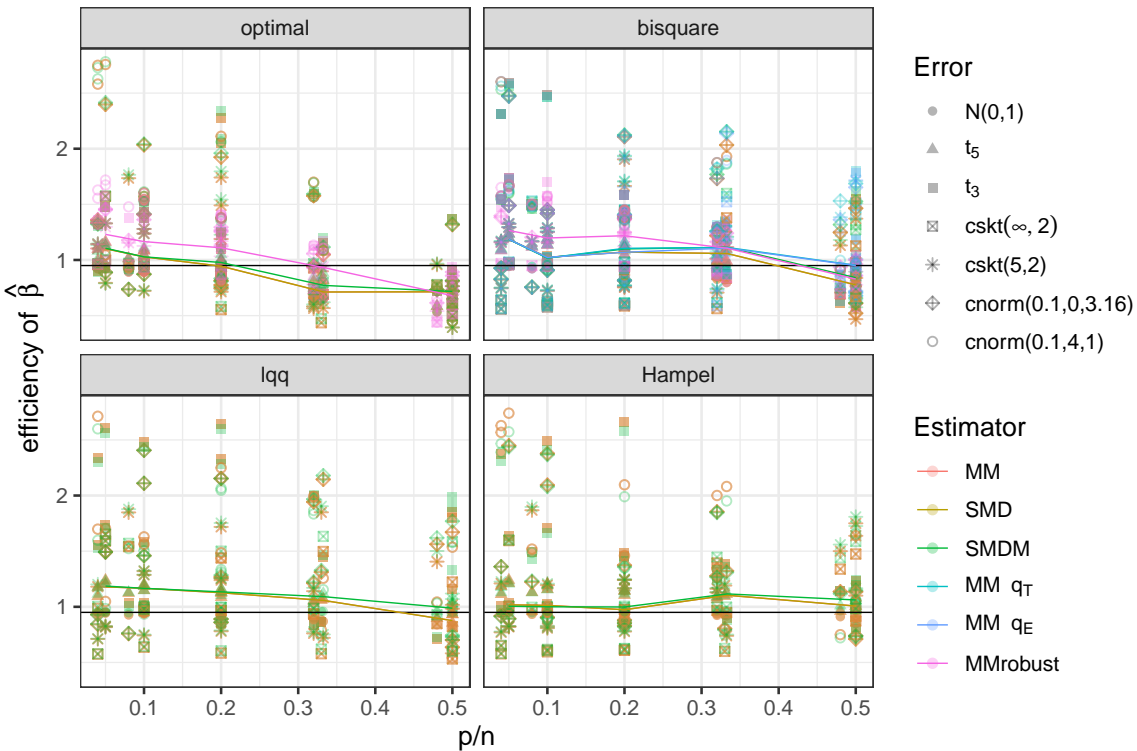 optimal
bisquare
2
1
lqq
Hampel
2
1
0.1
0.2
0.3
0.4
0.5
0.1
0.2
0.3
0.4
0.5
p/n
efficiency of β̂
Error
N(0,1)
t₅
t₃
cskt(∞, 2)
cskt(5,2)
cnorm(0.1,0,3.16)
cnorm(0.1,4,1)
Estimator
MM
SMD
SMDM
MM q_T
MM q_E
MMrobust